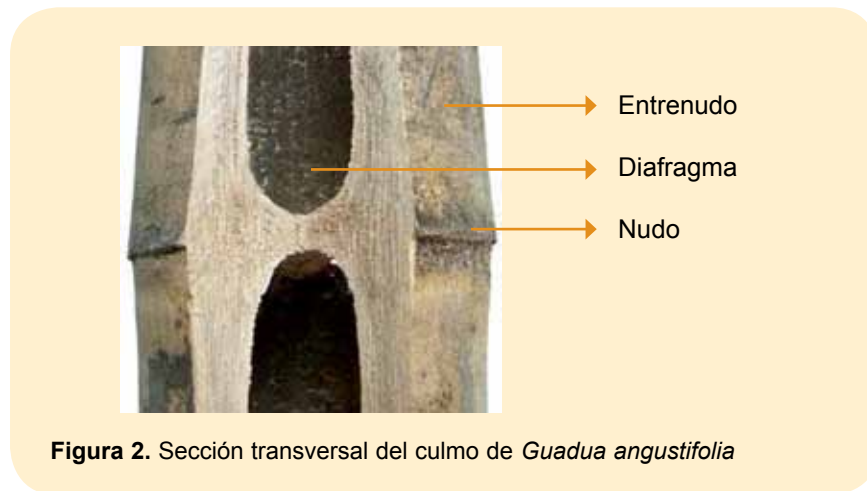 Entrenudo
Diafragma
Nudo
Figura 2. Sección transversal del culmo de Guadua angustifolia